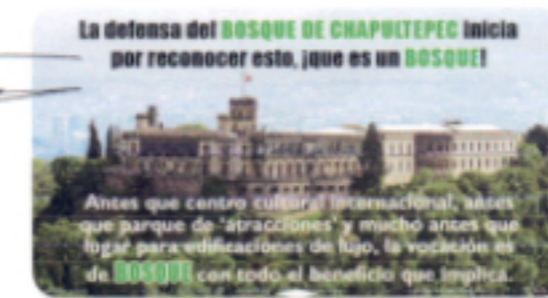 La defensa del BOSQUE DE CHAPULTEPEC inicia
por reconocer esto, ¡que es un BOSQUE!
Antes que centro cultural internacional, antes
que parque de 'atracciones' y mucho antes que
lugar para edificaciones de lujo, la vocación es
de BOSQUE con todo el beneficio que implica.